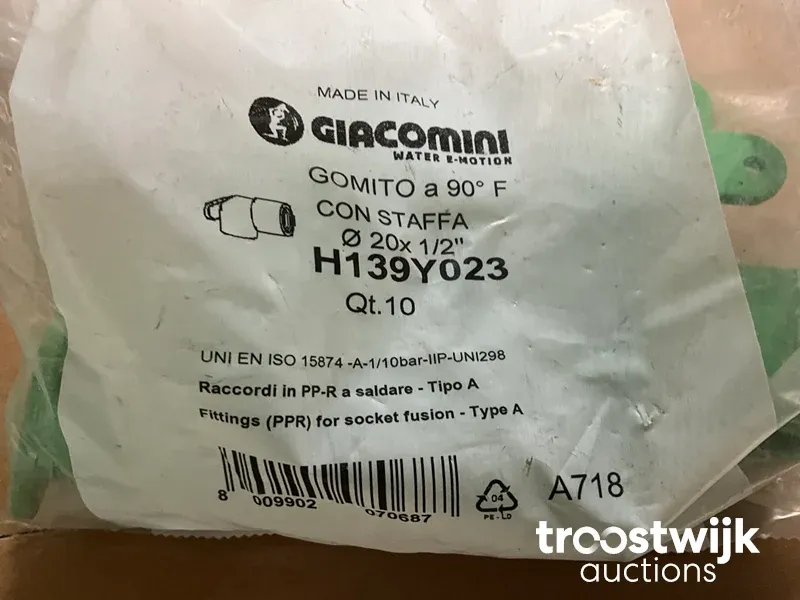 MADE IN ITALY
GIACOMINI
WATER E-MOTION
GOMITO a 90° F
CON STAFFA
Ø 20x 1/2"
H139Y023
Qt.10
UNI EN ISO 15874 -A-1/10bar-IIP-UNI298
Raccordi in PP-R a saldare - Tipo A
Fittings (PPR) for socket fusion - Type A
8 009902 070687
04
PE-LD
A718
troostwijk
auctions